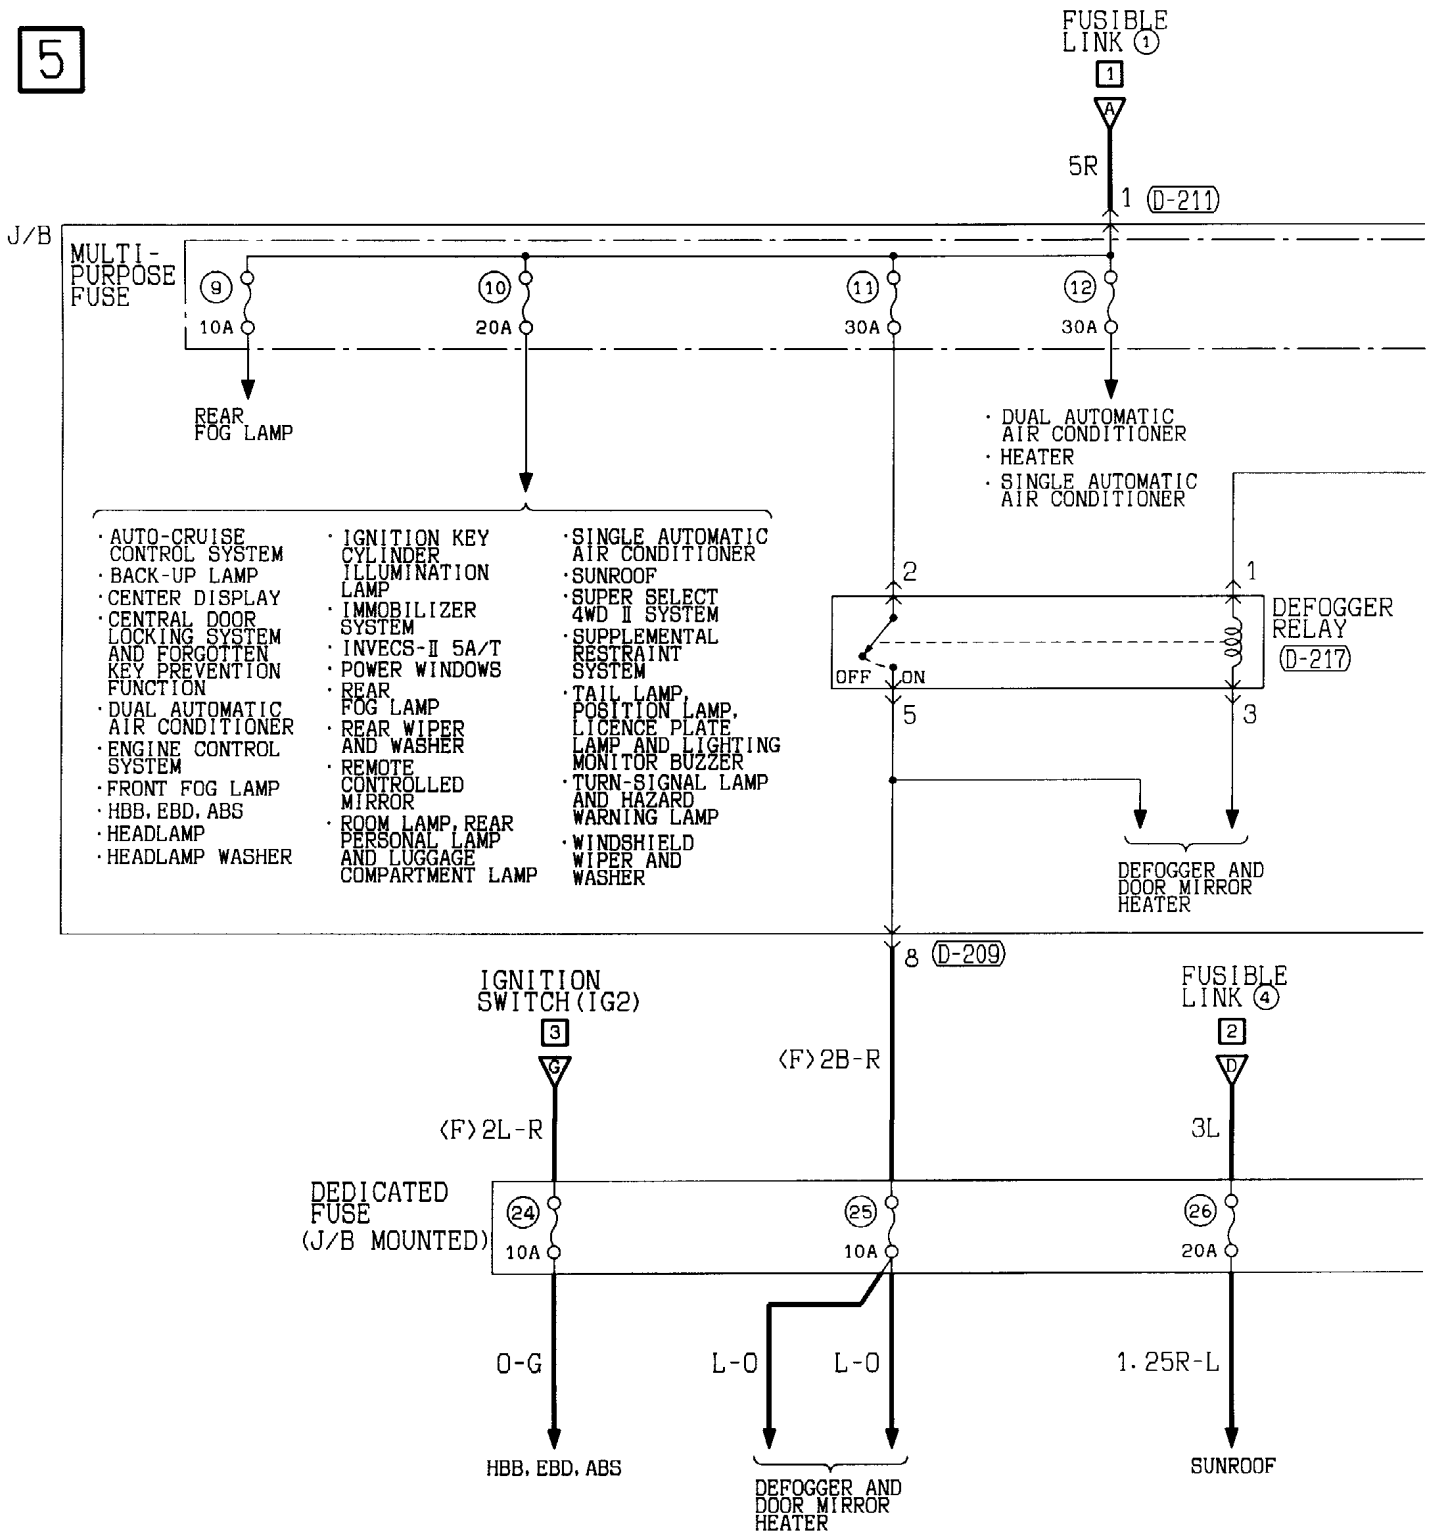 5
FUSIBLE
LINK ①
1
A
5R
1 (D-211)
J/B
MULTI-
PURPOSE
FUSE
9
10A
10
20A
11
30A
12
30A
REAR
FOG LAMP
· DUAL AUTOMATIC
AIR CONDITIONER
· HEATER
· SINGLE AUTOMATIC
AIR CONDITIONER
· AUTO-CRUISE
CONTROL SYSTEM
· BACK-UP LAMP
· CENTER DISPLAY
· CENTRAL DOOR
LOCKING SYSTEM
AND FORGOTTEN
KEY PREVENTION
FUNCTION
· DUAL AUTOMATIC
AIR CONDITIONER
· ENGINE CONTROL
SYSTEM
· FRONT FOG LAMP
· HBB, EBD, ABS
· HEADLAMP
· HEADLAMP WASHER
· IGNITION KEY
CYLINDER
ILLUMINATION
LAMP
· IMMOBILIZER
SYSTEM
· INVECS-Ⅱ 5A/T
· POWER WINDOWS
· REAR
FOG LAMP
· REAR WIPER
AND WASHER
· REMOTE
CONTROLLED
MIRROR
· ROOM LAMP, REAR
PERSONAL LAMP
AND LUGGAGE
COMPARTMENT LAMP
· SINGLE AUTOMATIC
AIR CONDITIONER
· SUNROOF
· SUPER SELECT
4WD Ⅱ SYSTEM
· SUPPLEMENTAL
RESTRAINT
SYSTEM
· TAIL LAMP,
POSITION LAMP,
LICENCE PLATE
LAMP AND LIGHTING
MONITOR BUZZER
· TURN-SIGNAL LAMP
AND HAZARD
WARNING LAMP
· WINDSHIELD
WIPER AND
WASHER
2
1
DEFOGGER
RELAY
(D-217)
OFF
ON
5
3
DEFOGGER AND
DOOR MIRROR
HEATER
8 (D-209)
IGNITION
SWITCH(IG2)
3
G
<F>2L-R
<F>2B-R
FUSIBLE
LINK ④
2
D
3L
DEDICATED
FUSE
(J/B MOUNTED)
24
10A
25
10A
26
20A
O-G
L-O
L-O
1.25R-L
HBB, EBD, ABS
DEFOGGER AND
DOOR MIRROR
HEATER
SUNROOF